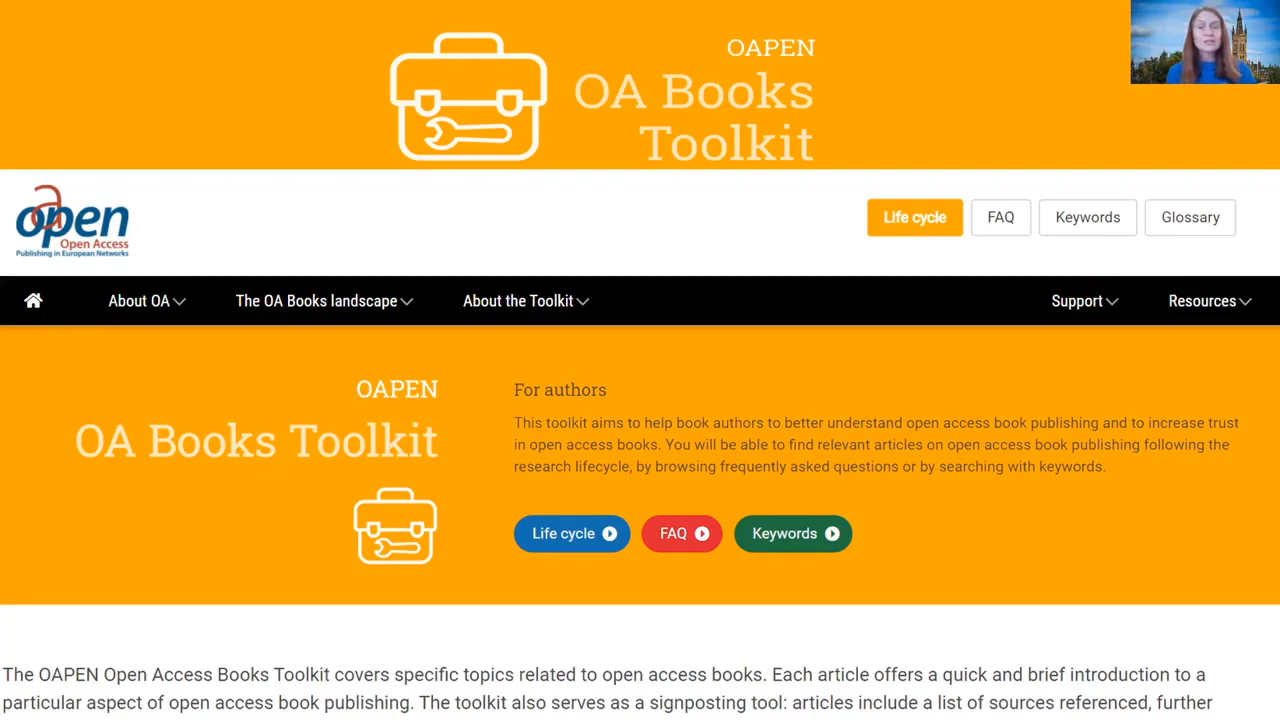 OAPEN
OA Books
Toolkit
oapen
Open Access
Publishing in European Networks
Life cycle
FAQ
Keywords
Glossary
About OA
The OA Books landscape
About the Toolkit
Support
Resources
OAPEN
OA Books Toolkit
For authors
This toolkit aims to help book authors to better understand open access book publishing and to increase trust
in open access books. You will be able to find relevant articles on open access book publishing following the
research lifecycle, by browsing frequently asked questions or by searching with keywords.
Life cycle
FAQ
Keywords
The OAPEN Open Access Books Toolkit covers specific topics related to open access books. Each article offers a quick and brief introduction to a
particular aspect of open access book publishing. The toolkit also serves as a signposting tool: articles include a list of sources referenced, further